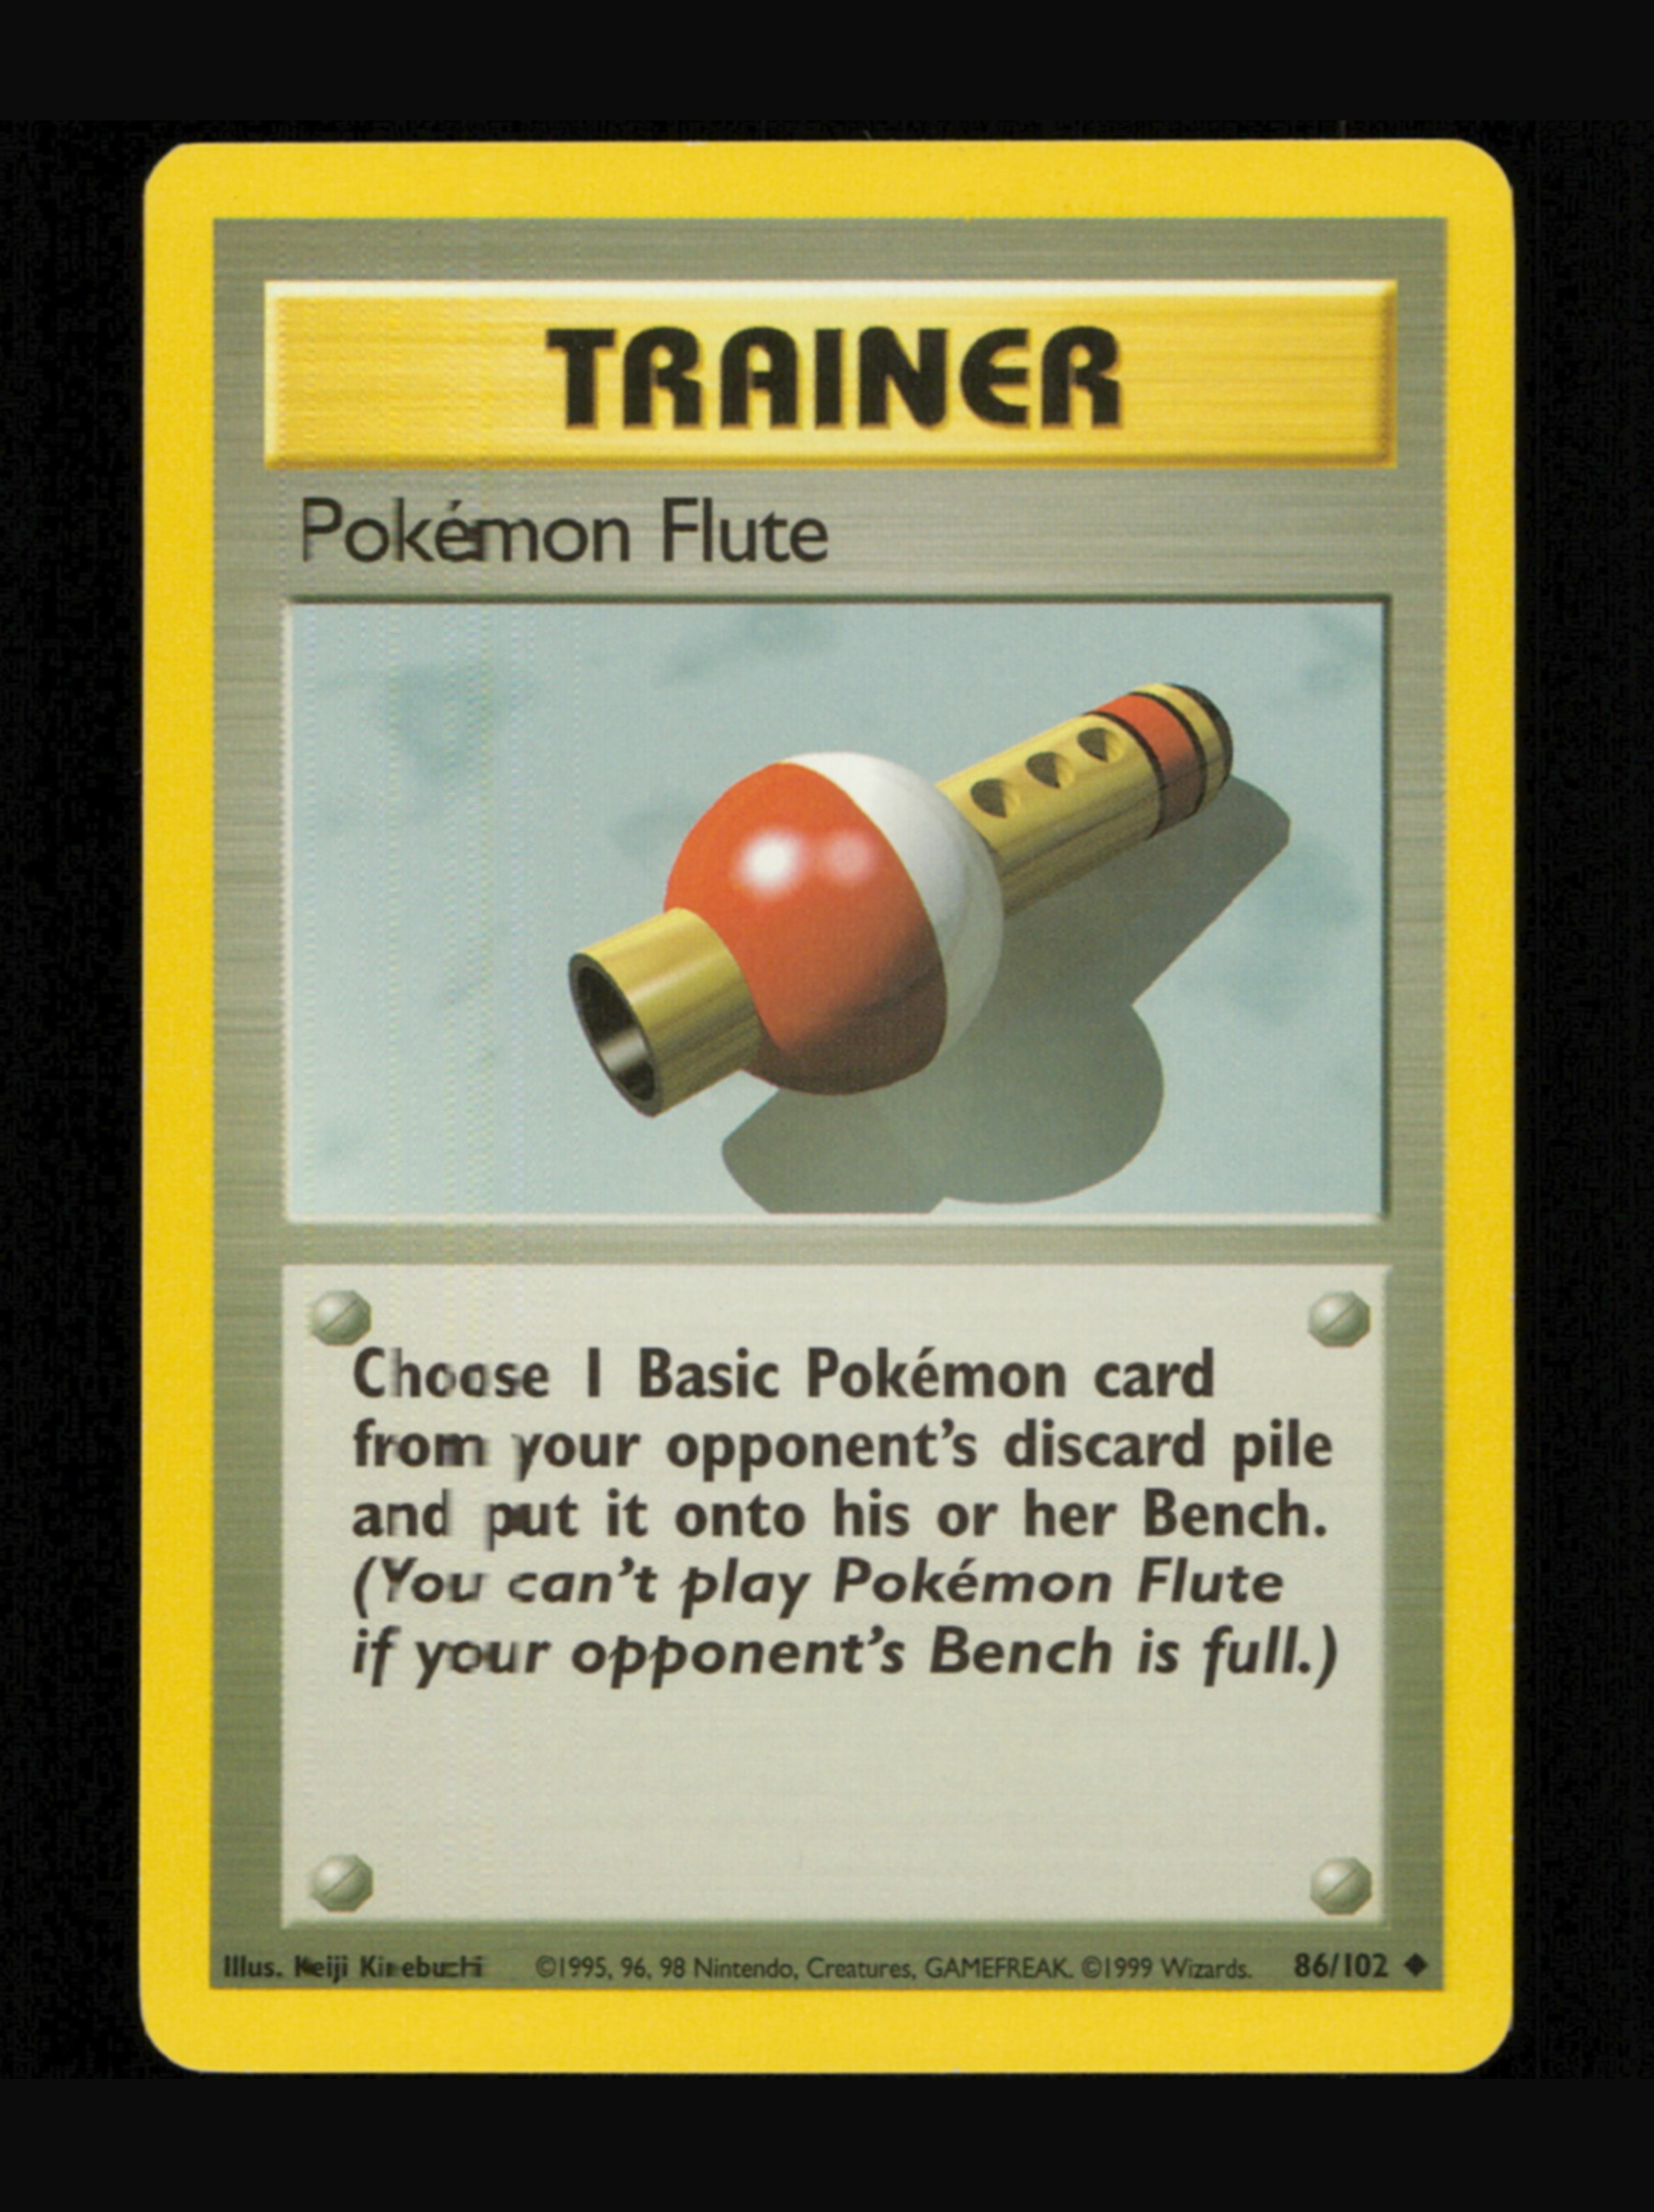 TRAINER
Pokémon Flute
Choose 1 Basic Pokémon card
from your opponent's discard pile
and put it onto his or her Bench.
(You can't play Pokémon Flute
if your opponent's Bench is full.)
Illus. Keiji Kinebuchi ©1995, 96, 98 Nintendo, Creatures, GAMEFREAK. ©1999 Wizards. 86/102 ◆